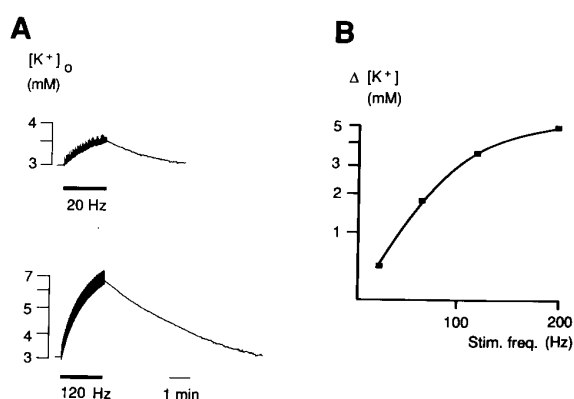 A
[K+]o
(mM)
4
3
20 Hz
7
5
4
3
120 Hz
1 min
B
Δ [K+]
(mM)
5
3
2
1
100
200
Stim. freq. (Hz)